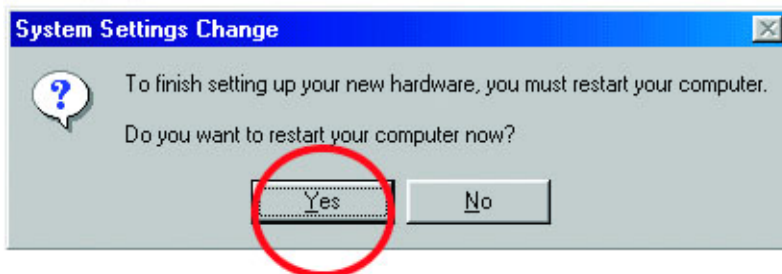 System Settings Change
To finish setting up your new hardware, you must restart your computer.
Do you want to restart your computer now?
Yes
No